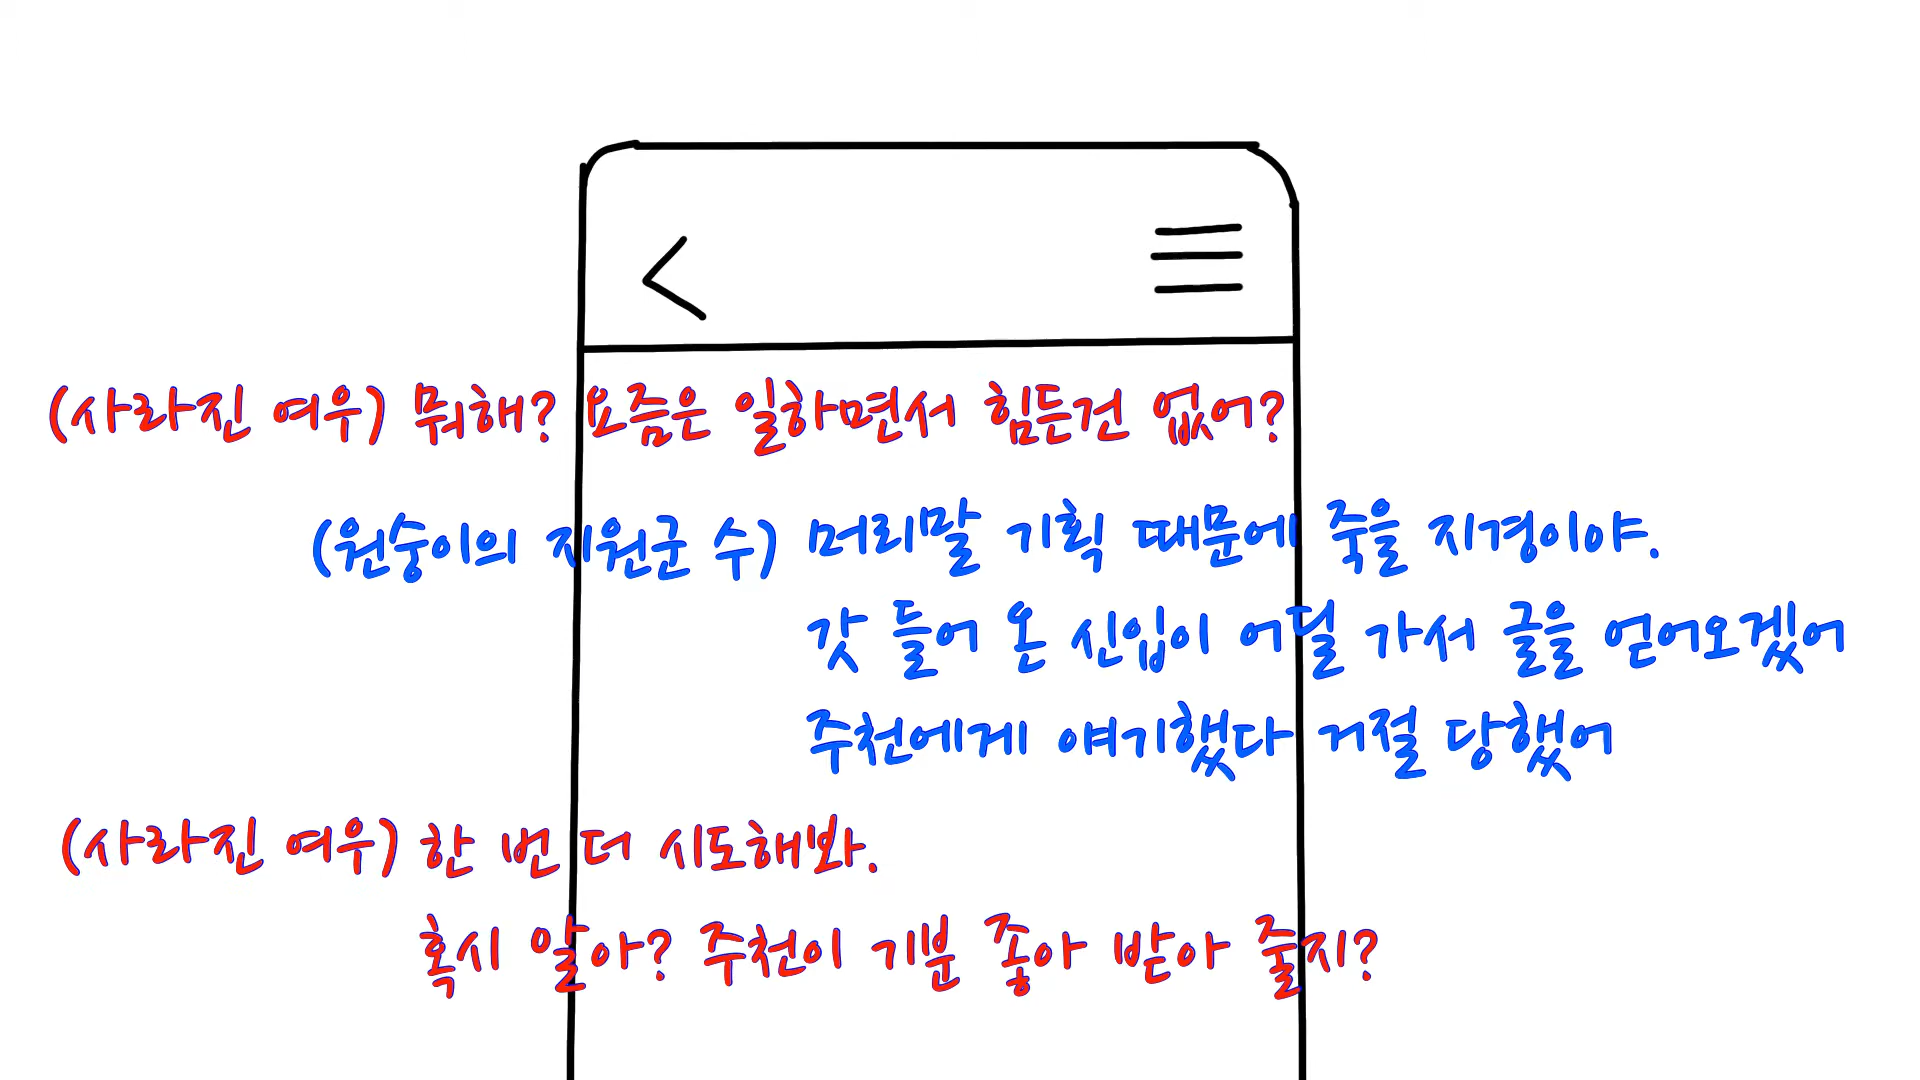 (사라진 여우) 뭐해? 요즘은 일하면서 힘든건 없어?
(원숭이의 지원군 수) 머리말 기획 때문에 죽을 지경이야.
갓 들어 온 신입이 어딜 가서 글을 얻어오겠어
주천에게 얘기했다 거절 당했어
(사라진 여우) 한 번 더 시도해봐.
혹시 알아? 주천이 기분 좋아 받아 줄지?